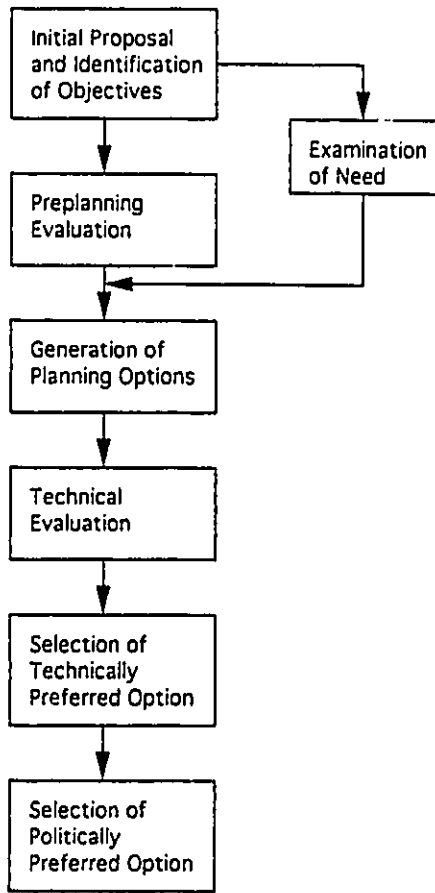 Initial Proposal
and Identification
of Objectives
Examination
of Need
Preplanning
Evaluation
Generation of
Planning Options
Technical
Evaluation
Selection of
Technically
Preferred Option
Selection of
Politically
Preferred Option